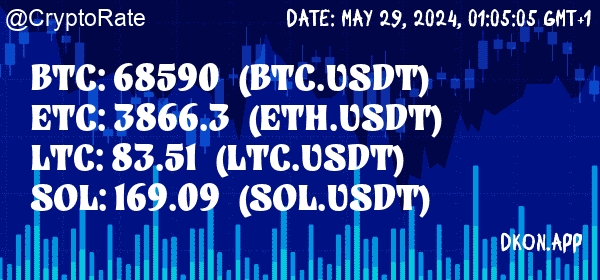 @CryptoRate
DATE: MAY 29, 2024, 01:05:05 GMT+1
BTC: 68590 (BTC.USDT)
ETC: 3866.3 (ETH.USDT)
LTC: 83.51 (LTC.USDT)
SOL: 169.09 (SOL.USDT)
DKON.APP